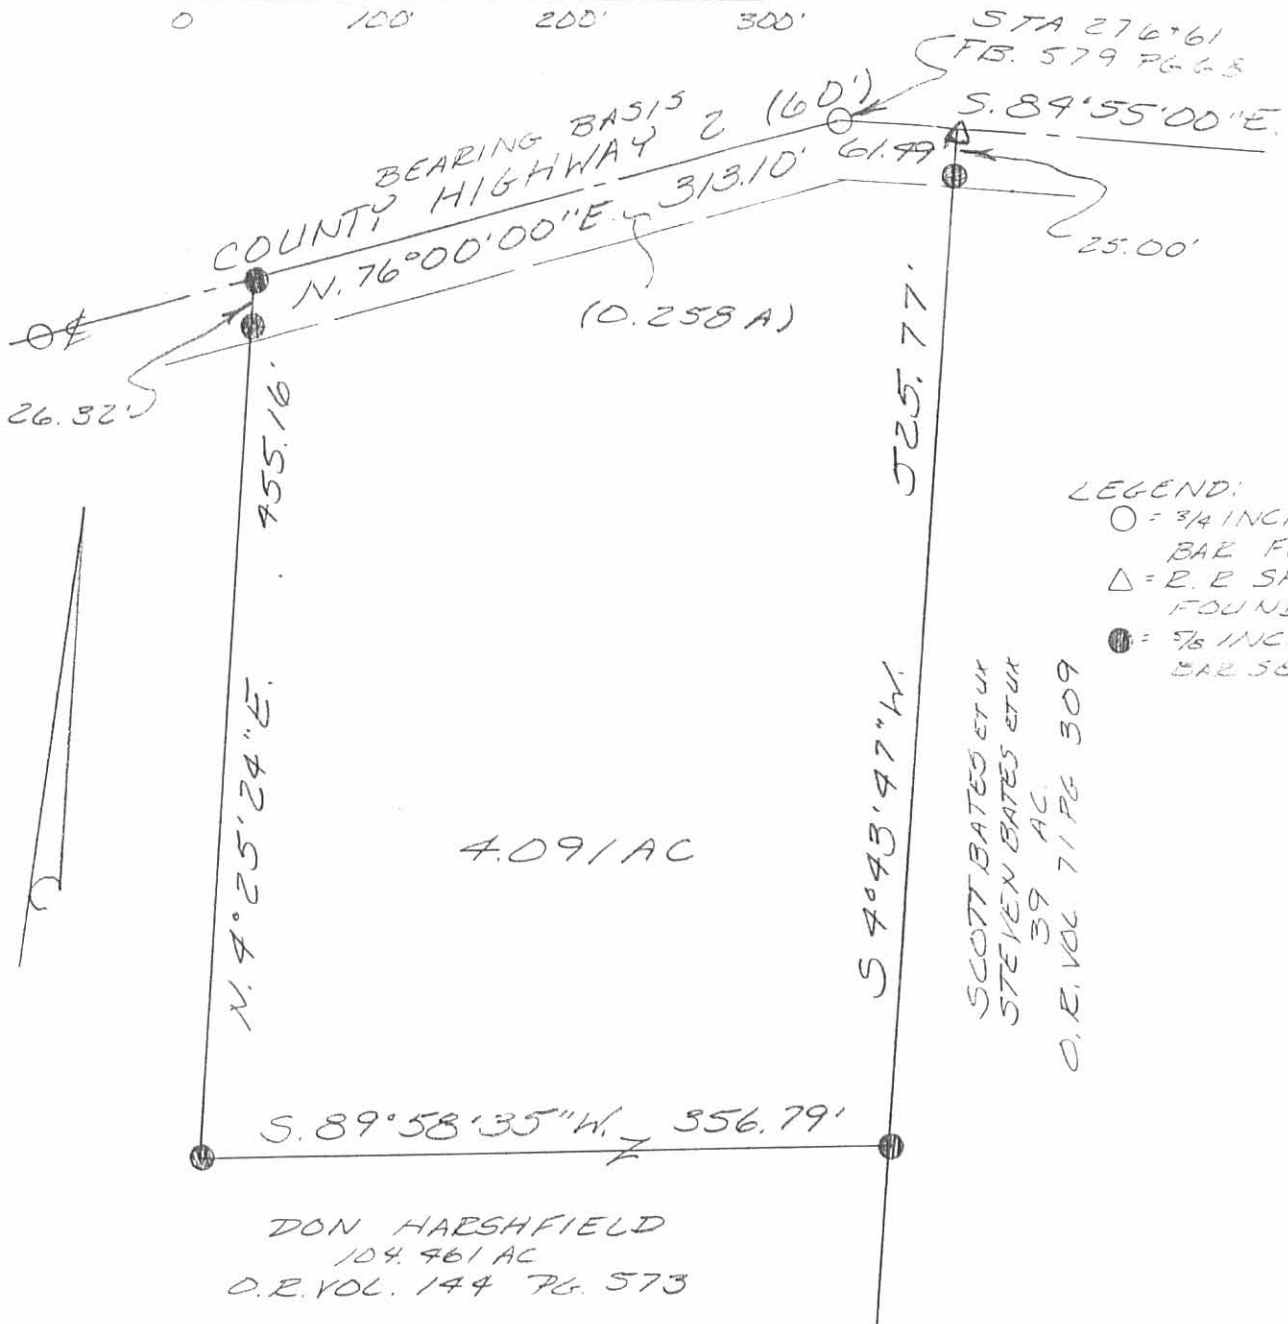 0 100' 200' 300'
STA 276+61
FB. 579 PG 68
S. 84°55'00"E.
BEARING BASIS
COUNTY HIGHWAY 2 (60')
N. 76°00'00"E. 313.10'
61.49'
25.00'
(0.258 A)
26.32'
455.16'
N. 4°25'24"E.
525.77'
S 4°43'47"W.
4.091 AC
LEGEND:
O = 3/4 INC
BAR F
△ = R.R SP
FOUN
● = 5/8 INC
BAR SE
SCOTT BATES ET UX
STEVEN BATES ET UX
39 AC.
O.R. VOL 71 PG 309
S. 89°58'35"W. 356.79'
DON HARSHFIELD
104.461 AC
O.R. VOL. 144 PG. 573